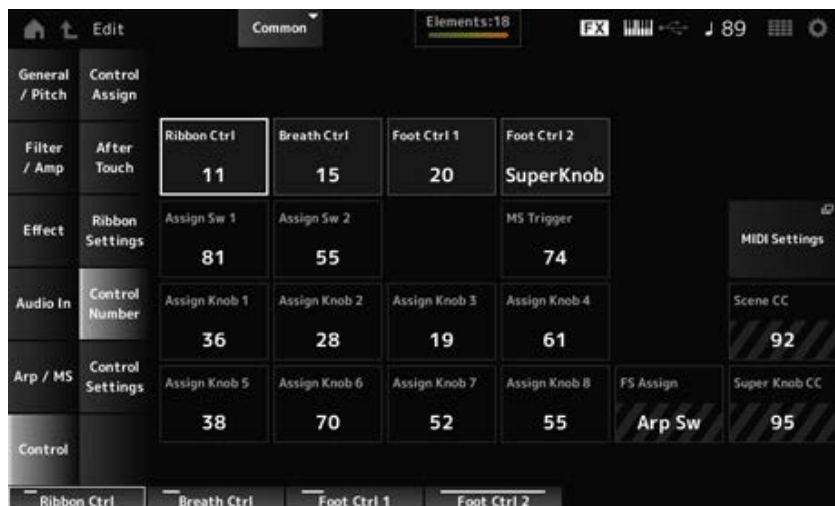 Edit
Common
Elements:18
FX
89
General / Pitch
Control Assign
Filter / Amp
After Touch
Ribbon Ctrl
11
Breath Ctrl
15
Foot Ctrl 1
20
Foot Ctrl 2
SuperKnob
Effect
Ribbon Settings
Assign Sw 1
81
Assign Sw 2
55
MS Trigger
74
MIDI Settings
Audio In
Control Number
Assign Knob 1
36
Assign Knob 2
28
Assign Knob 3
19
Assign Knob 4
61
Scene CC
92
Arp / MS
Control Settings
Assign Knob 5
38
Assign Knob 6
70
Assign Knob 7
52
Assign Knob 8
55
FS Assign
Arp Sw
Super Knob CC
95
Control
Ribbon Ctrl
Breath Ctrl
Foot Ctrl 1
Foot Ctrl 2